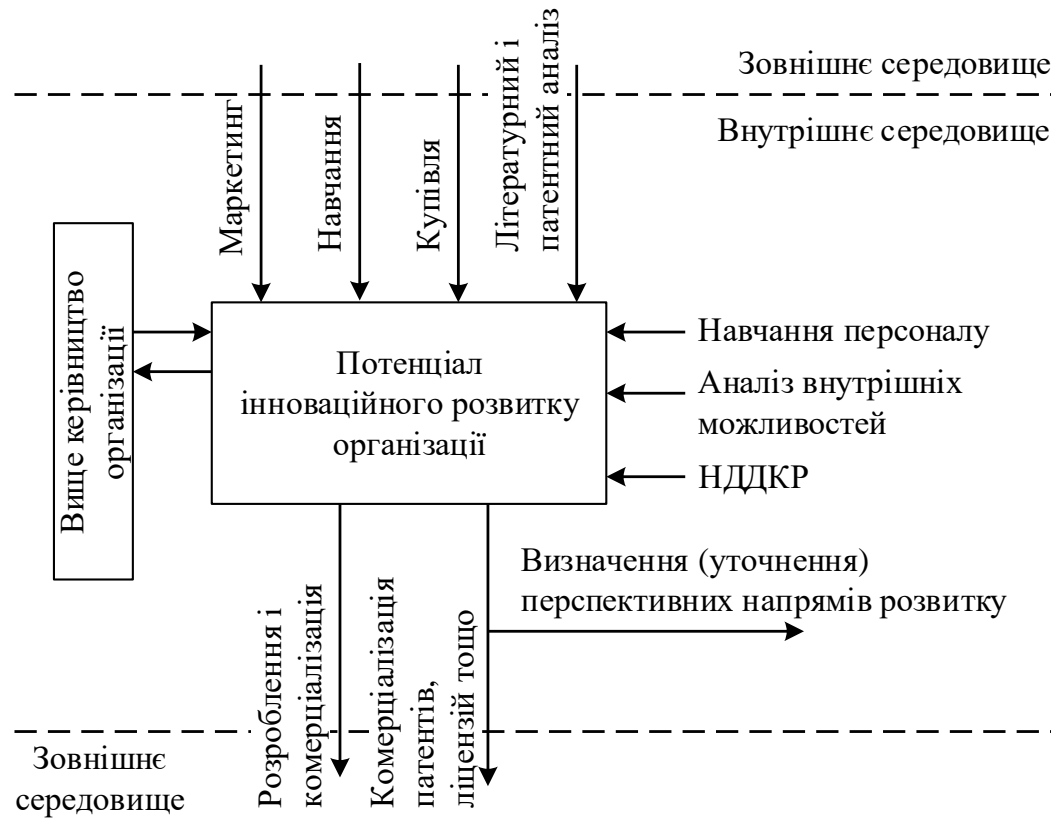 Зовнішнє середовище
Внутрішнє середовище
Маркетинг
Навчання
Купівля
Літературний і
патентний аналіз
Вище керівництво
організації
Потенціал
інноваційного розвитку
організації
Навчання персоналу
Аналіз внутрішніх
можливостей
НДДКР
Визначення (уточнення)
перспективних напрямів розвитку
Розроблення і
комерціалізація
Комерціалізація
патентів,
ліцензій тощо
Зовнішнє
середовище